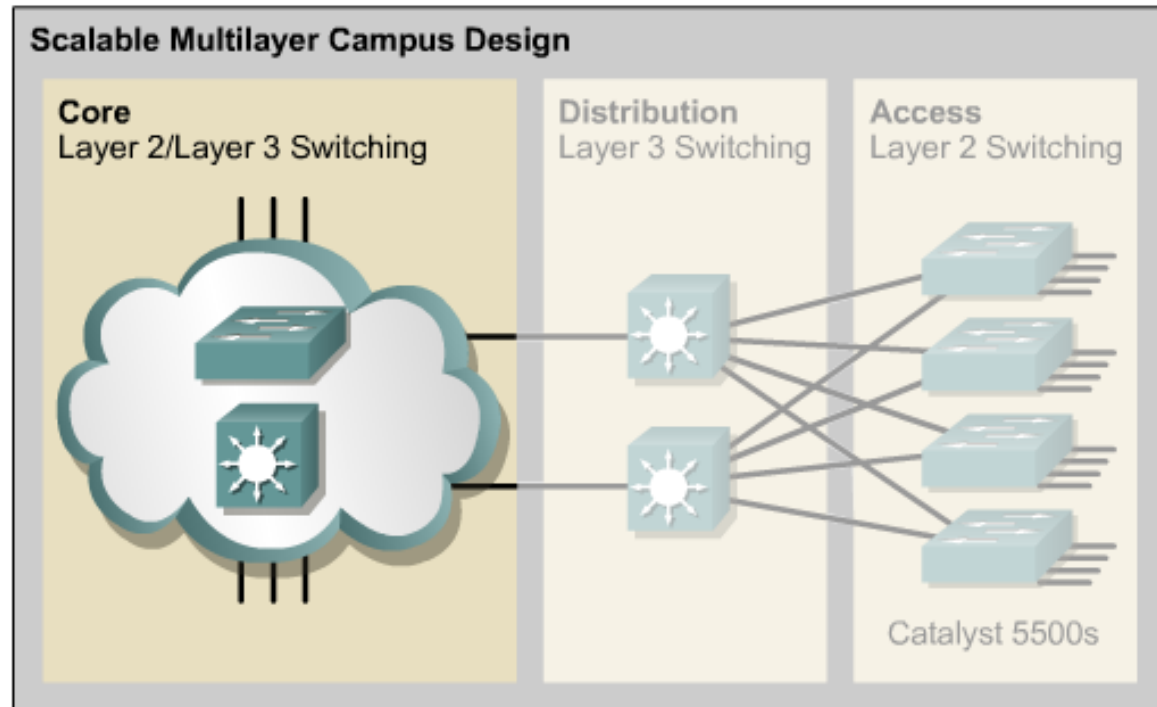 Scalable Multilayer Campus Design
Core
Layer 2/Layer 3 Switching
Distribution
Layer 3 Switching
Access
Layer 2 Switching
Catalyst 5500s